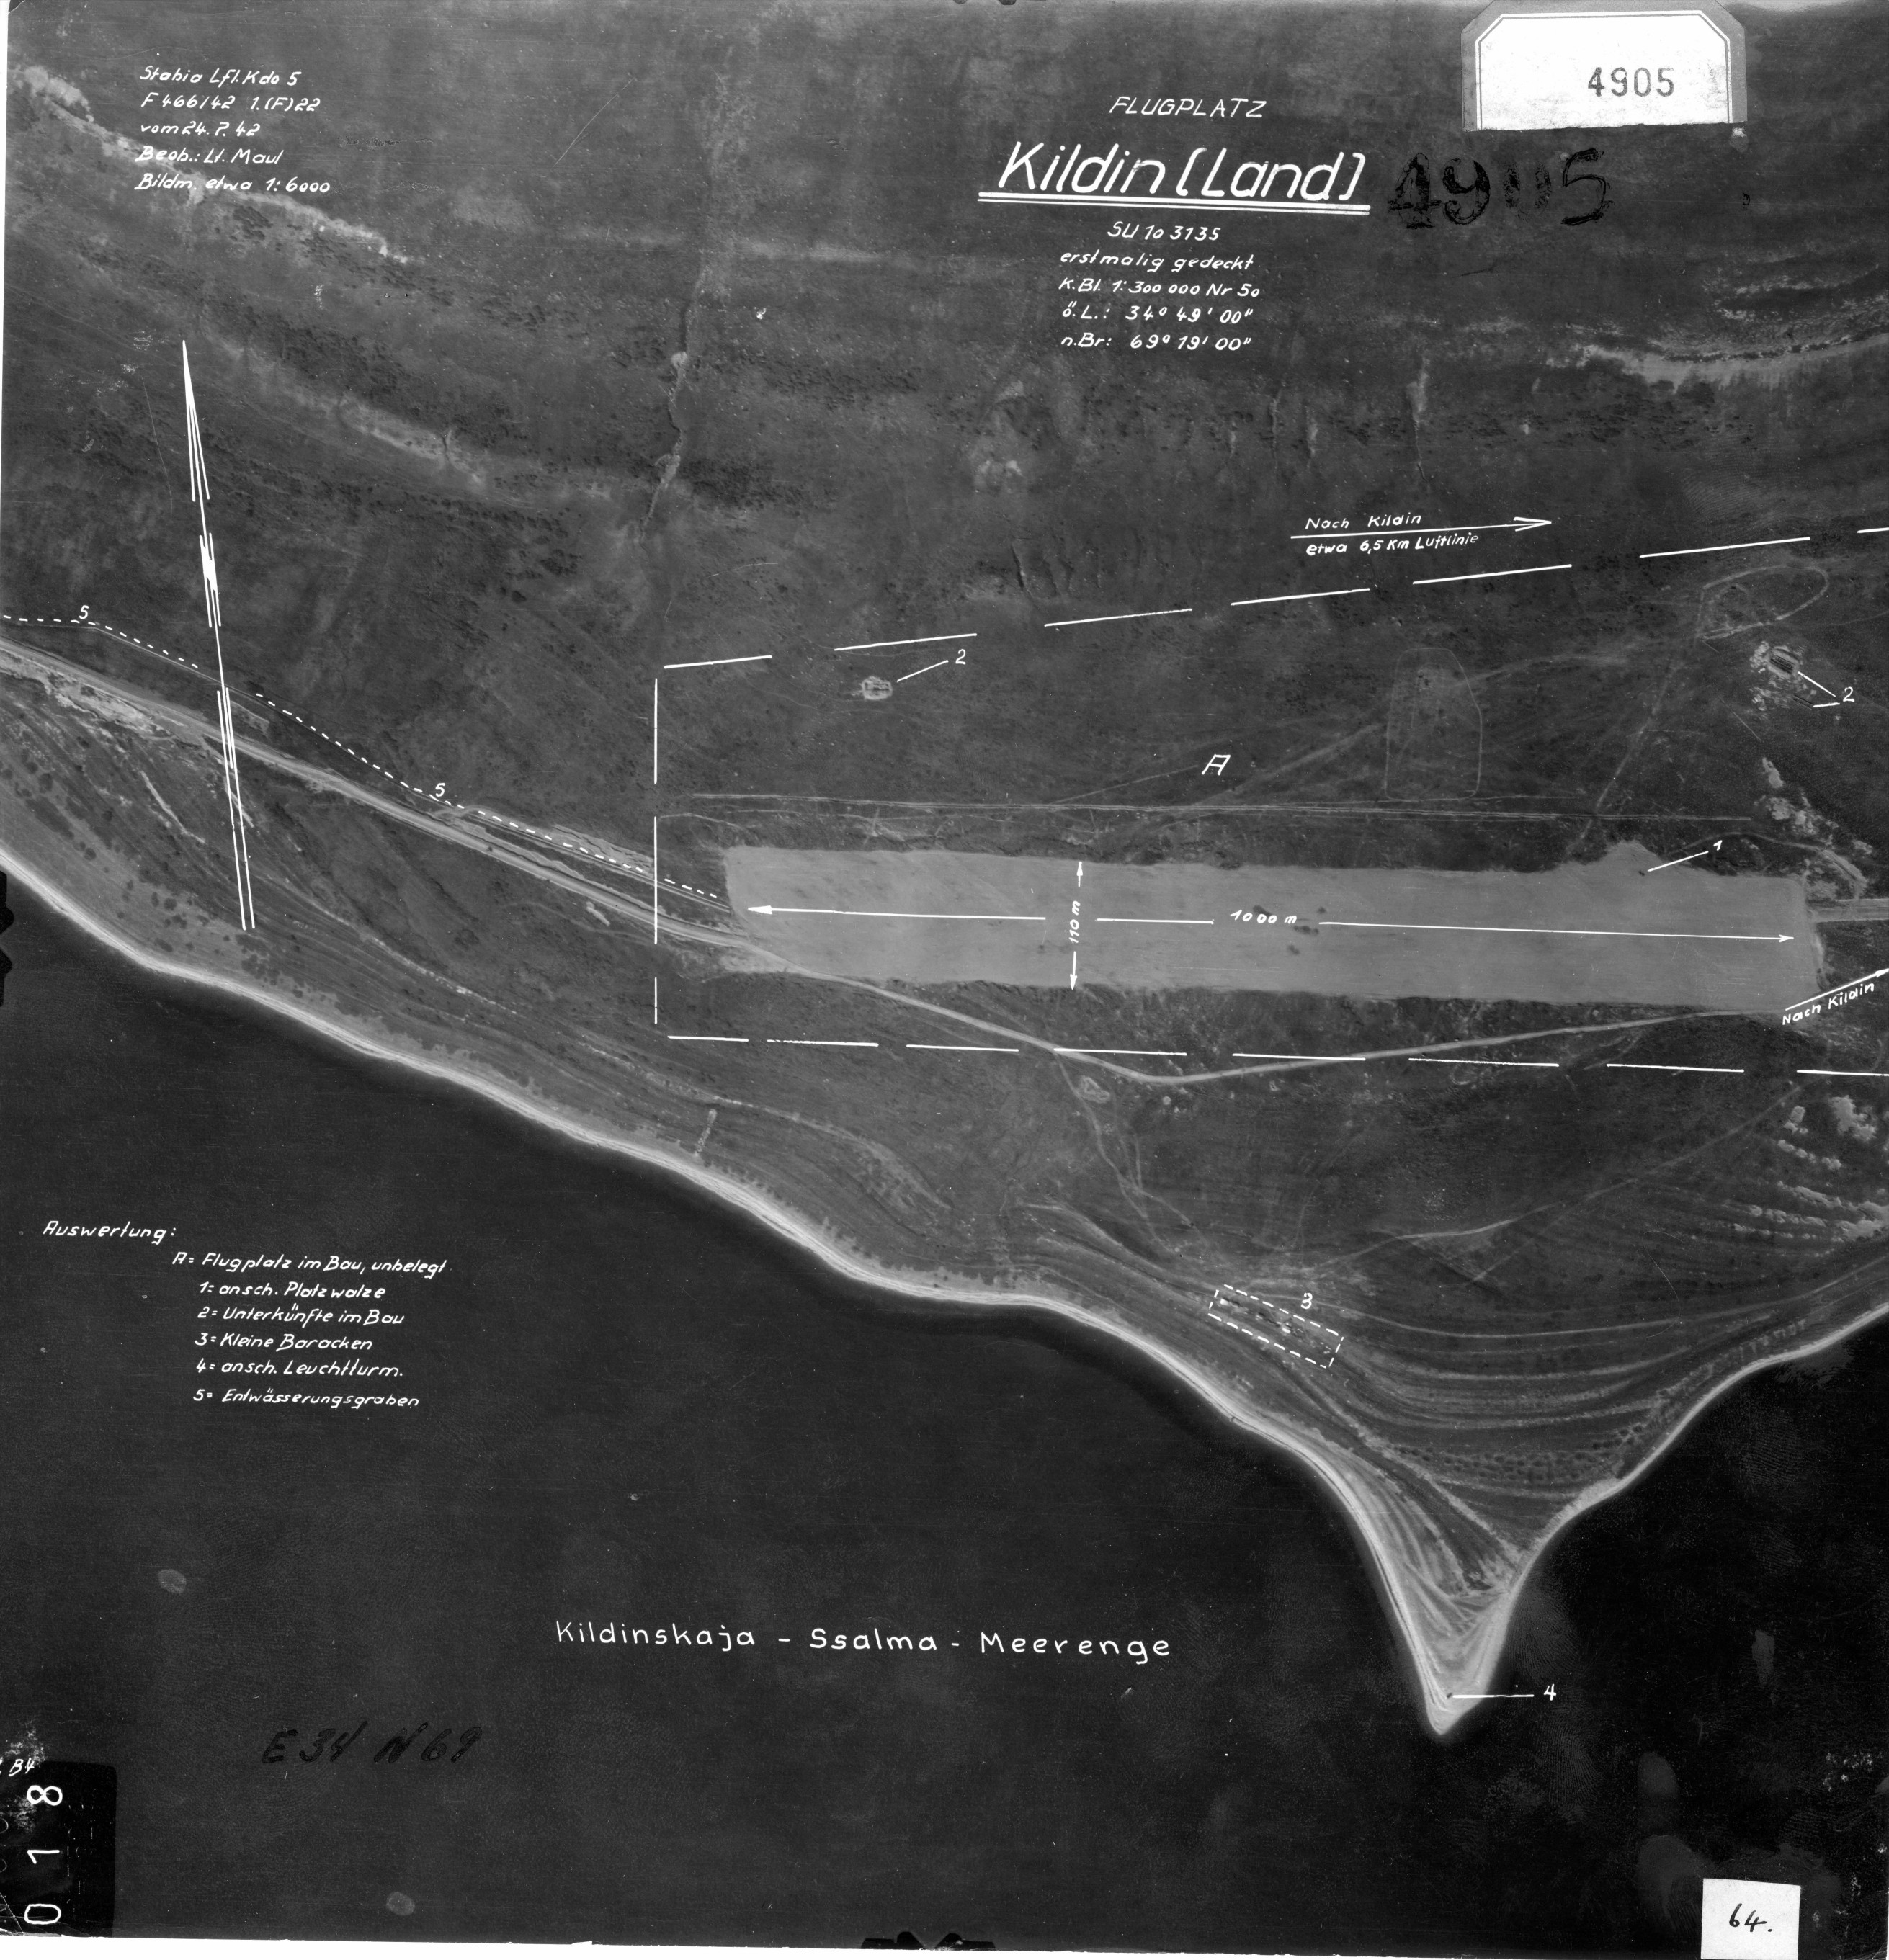 Stabia Lfl. Kdo 5
F 466/42 1.(F)22
vom 24. 7. 42
Beob.: Lt. Maul
Bildm. etwa 1:6000
4905
FLUGPLATZ
Kildin (Land)
4905
SU 10 3135
erstmalig gedeckt
K.Bl. 1:300 000 Nr 50
ö.L.: 34° 49' 00"
n.Br: 69° 19' 00"
Nach Kildin
etwa 6,5 Km Luftlinie
5
2
2
5
A
1
1000 m
110 m
Nach Kildin
Auswertung:
A= Flugplatz im Bau, unbelegt
1= ansch. Platzwalze
2= Unterkünfte im Bau
3= Kleine Baracken
4= ansch. Leuchtturm.
5= Entwässerungsgraben
3
Kildinskaja - Ssalma - Meerenge
4
E 34 N 69
B4
018
64.